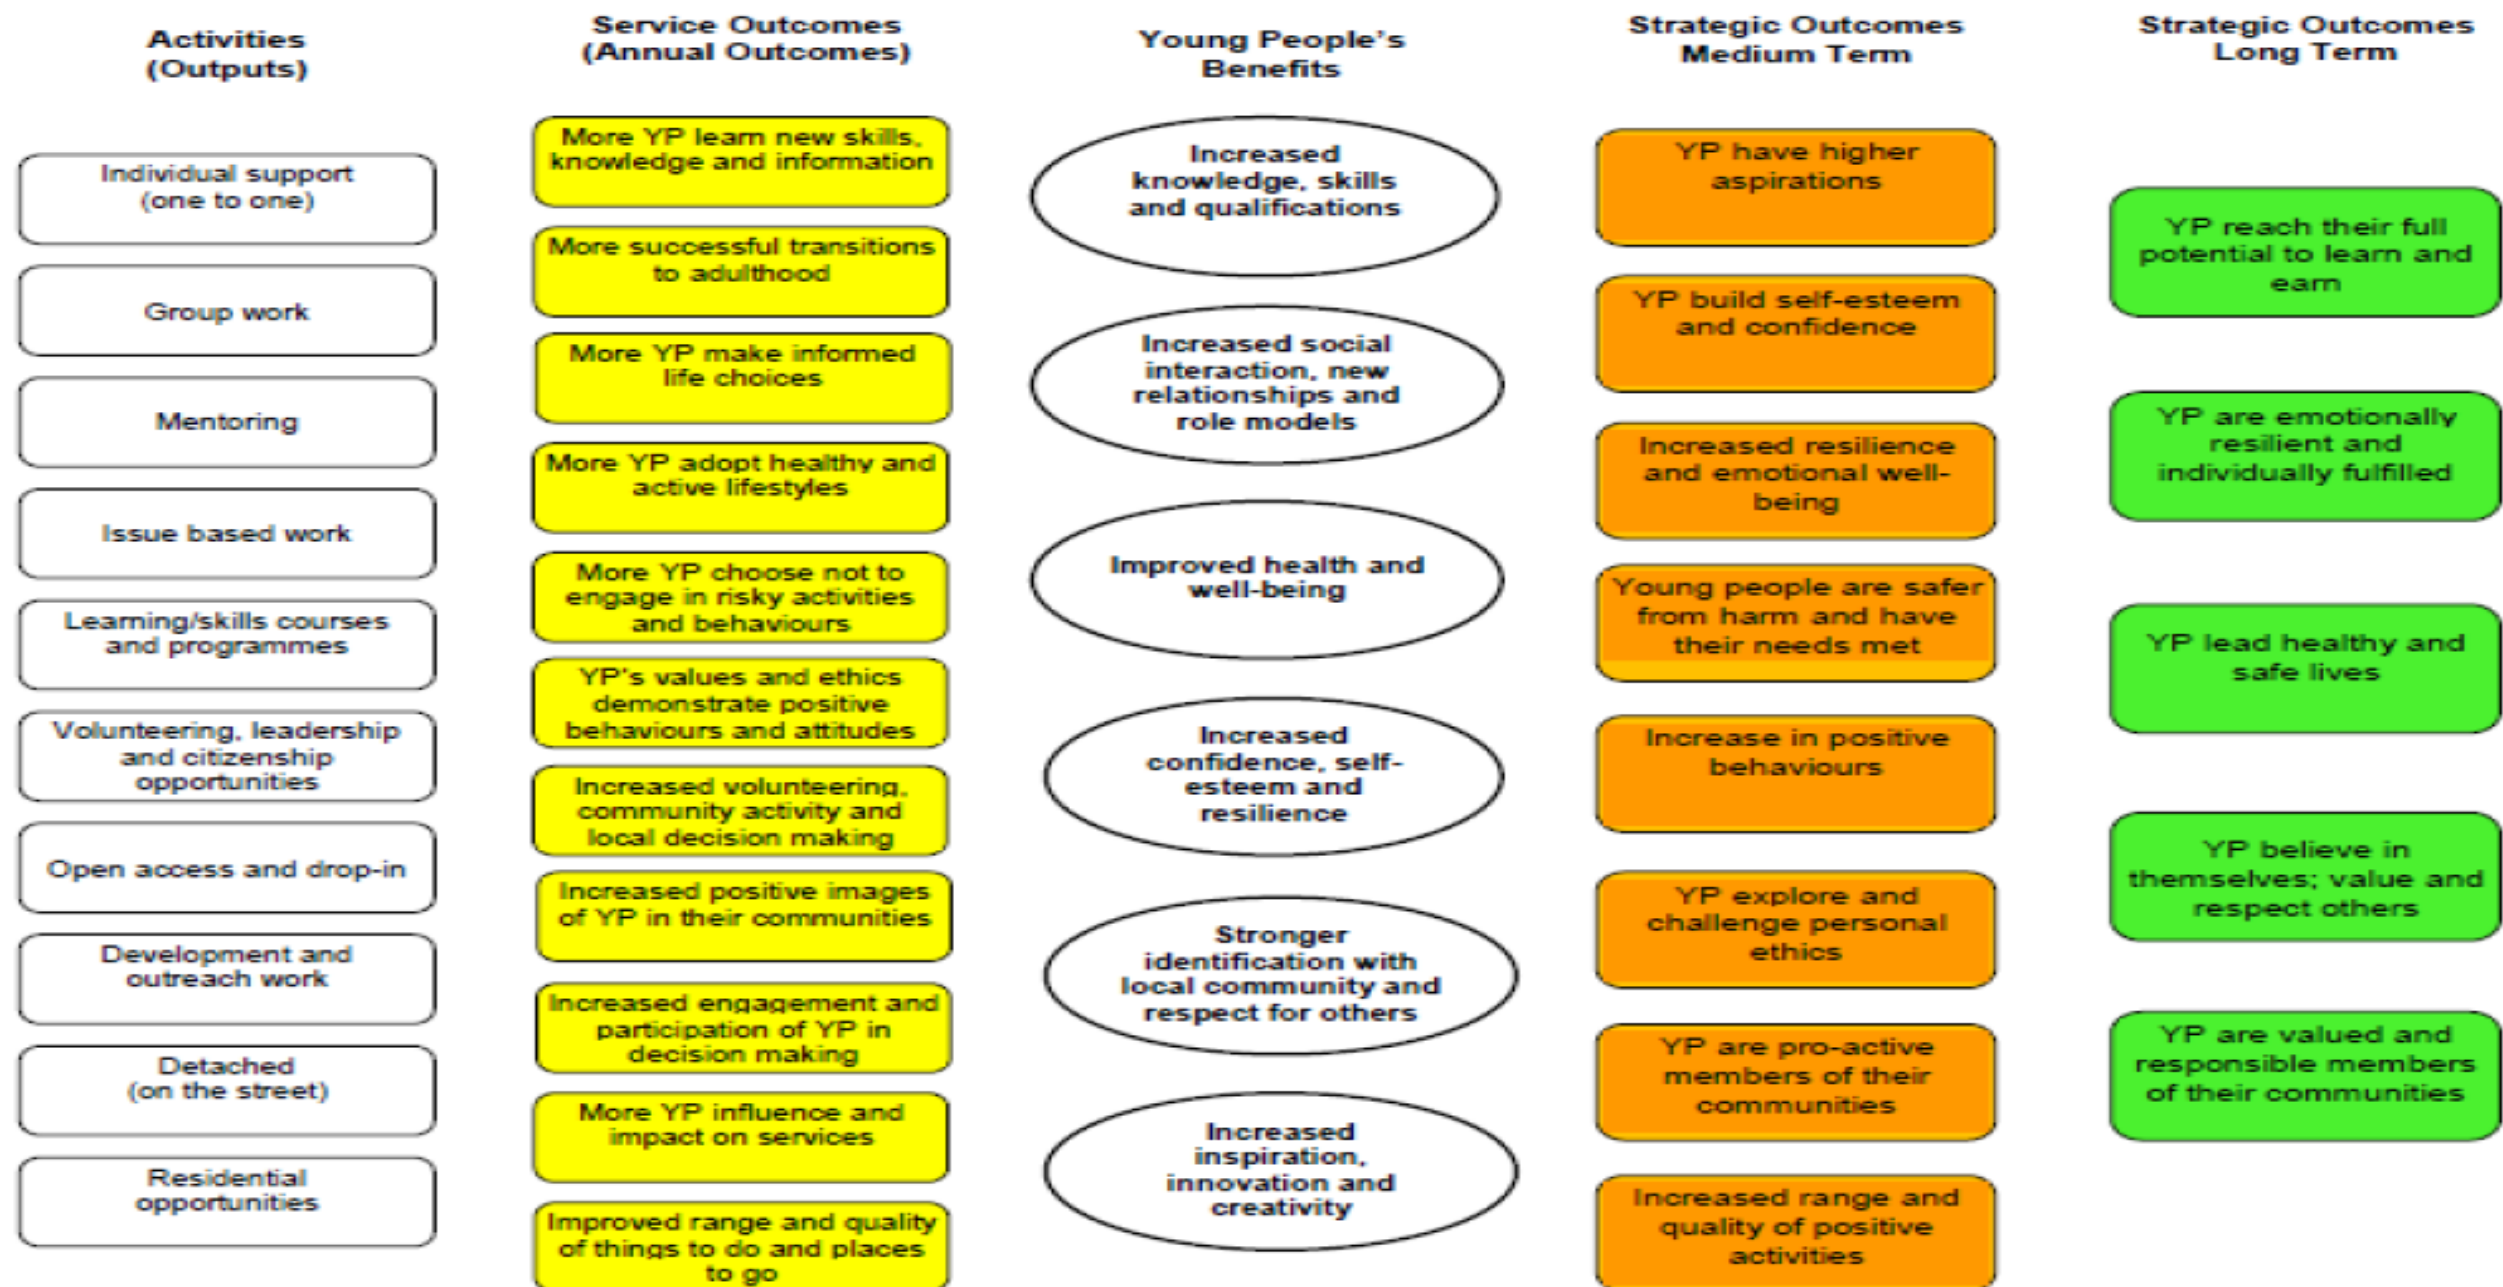 Activities
(Outputs)
Service Outcomes
(Annual Outcomes)
Young People's
Benefits
Strategic Outcomes
Medium Term
Strategic Outcomes
Long Term
Individual support
(one to one)
Group work
Mentoring
Issue based work
Learning/skills courses
and programmes
Volunteering, leadership
and citizenship
opportunities
Open access and drop-in
Development and
outreach work
Detached
(on the street)
Residential
opportunities
More YP learn new skills,
knowledge and information
More successful transitions
to adulthood
More YP make informed
life choices
More YP adopt healthy and
active lifestyles
More YP choose not to
engage in risky activities
and behaviours
YP's values and ethics
demonstrate positive
behaviours and attitudes
Increased volunteering,
community activity and
local decision making
Increased positive images
of YP in their communities
Increased engagement and
participation of YP in
decision making
More YP influence and
impact on services
Improved range and quality
of things to do and places
to go
Increased
knowledge, skills
and qualifications
Increased social
interaction, new
relationships and
role models
Improved health and
well-being
Increased
confidence, self-
esteem and
resilience
Stronger
identification with
local community and
respect for others
Increased
inspiration,
innovation and
creativity
YP have higher
aspirations
YP build self-esteem
and confidence
Increased resilience
and emotional well-
being
Young people are safer
from harm and have
their needs met
Increase in positive
behaviours
YP explore and
challenge personal
ethics
YP are pro-active
members of their
communities
Increased range and
quality of positive
activities
YP reach their full
potential to learn and
earn
YP are emotionally
resilient and
individually fulfilled
YP lead healthy and
safe lives
YP believe in
themselves; value and
respect others
YP are valued and
responsible members
of their communities